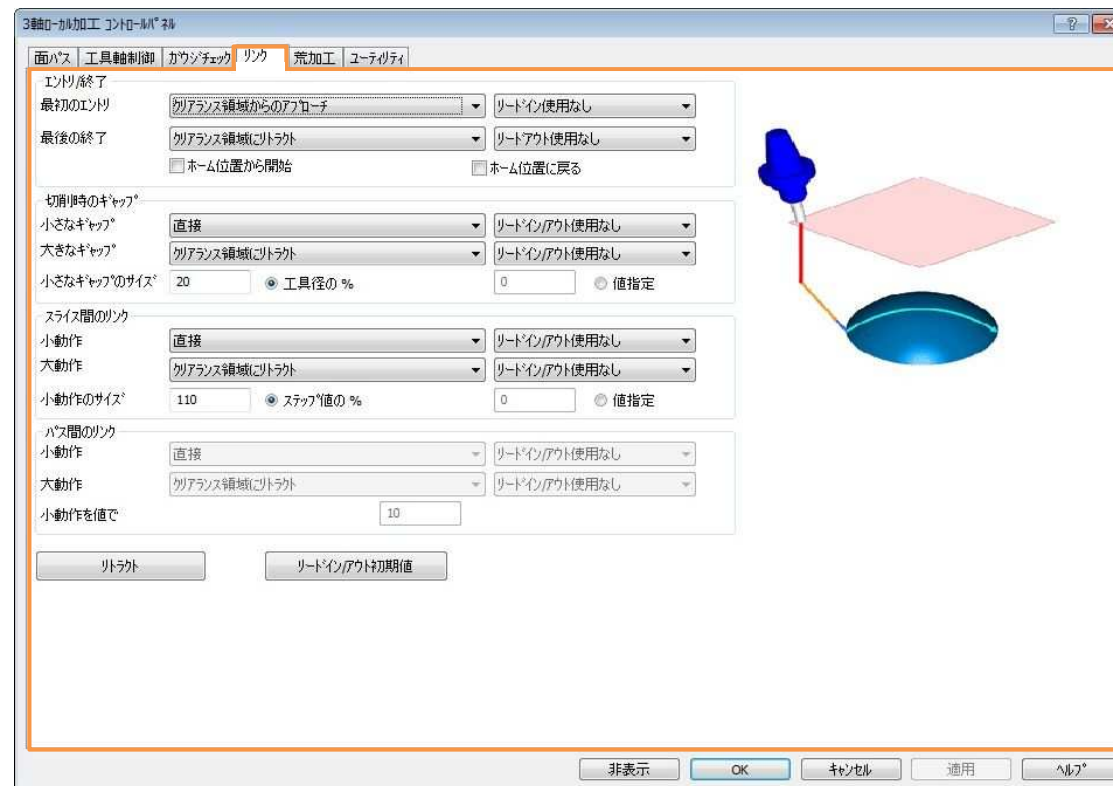 3軸ローカル加工 コントロールパネル
面パス 工具軸制御 ガウジチェック リンク 荒加工 ユーティリティ
エントリ/終了
最初のエントリ クリアランス領域からのアプローチ リードイン使用なし
最後の終了 クリアランス領域にリトラクト リードアウト使用なし
ホーム位置から開始 ホーム位置に戻る
切削時のギャップ
小さなギャップ 直接 リードイン/アウト使用なし
大きなギャップ クリアランス領域にリトラクト リードイン/アウト使用なし
小さなギャップのサイズ 20 工具径の % 0 値指定
スライス間のリンク
小動作 直接 リードイン/アウト使用なし
大動作 クリアランス領域にリトラクト リードイン/アウト使用なし
小動作のサイズ 110 ステップ値の % 0 値指定
パス間のリンク
小動作 直接 リードイン/アウト使用なし
大動作 クリアランス領域にリトラクト リードイン/アウト使用なし
小動作を値で 10
リトラクト リードイン/アウト初期値
非表示 OK キャンセル 適用 ヘルプ